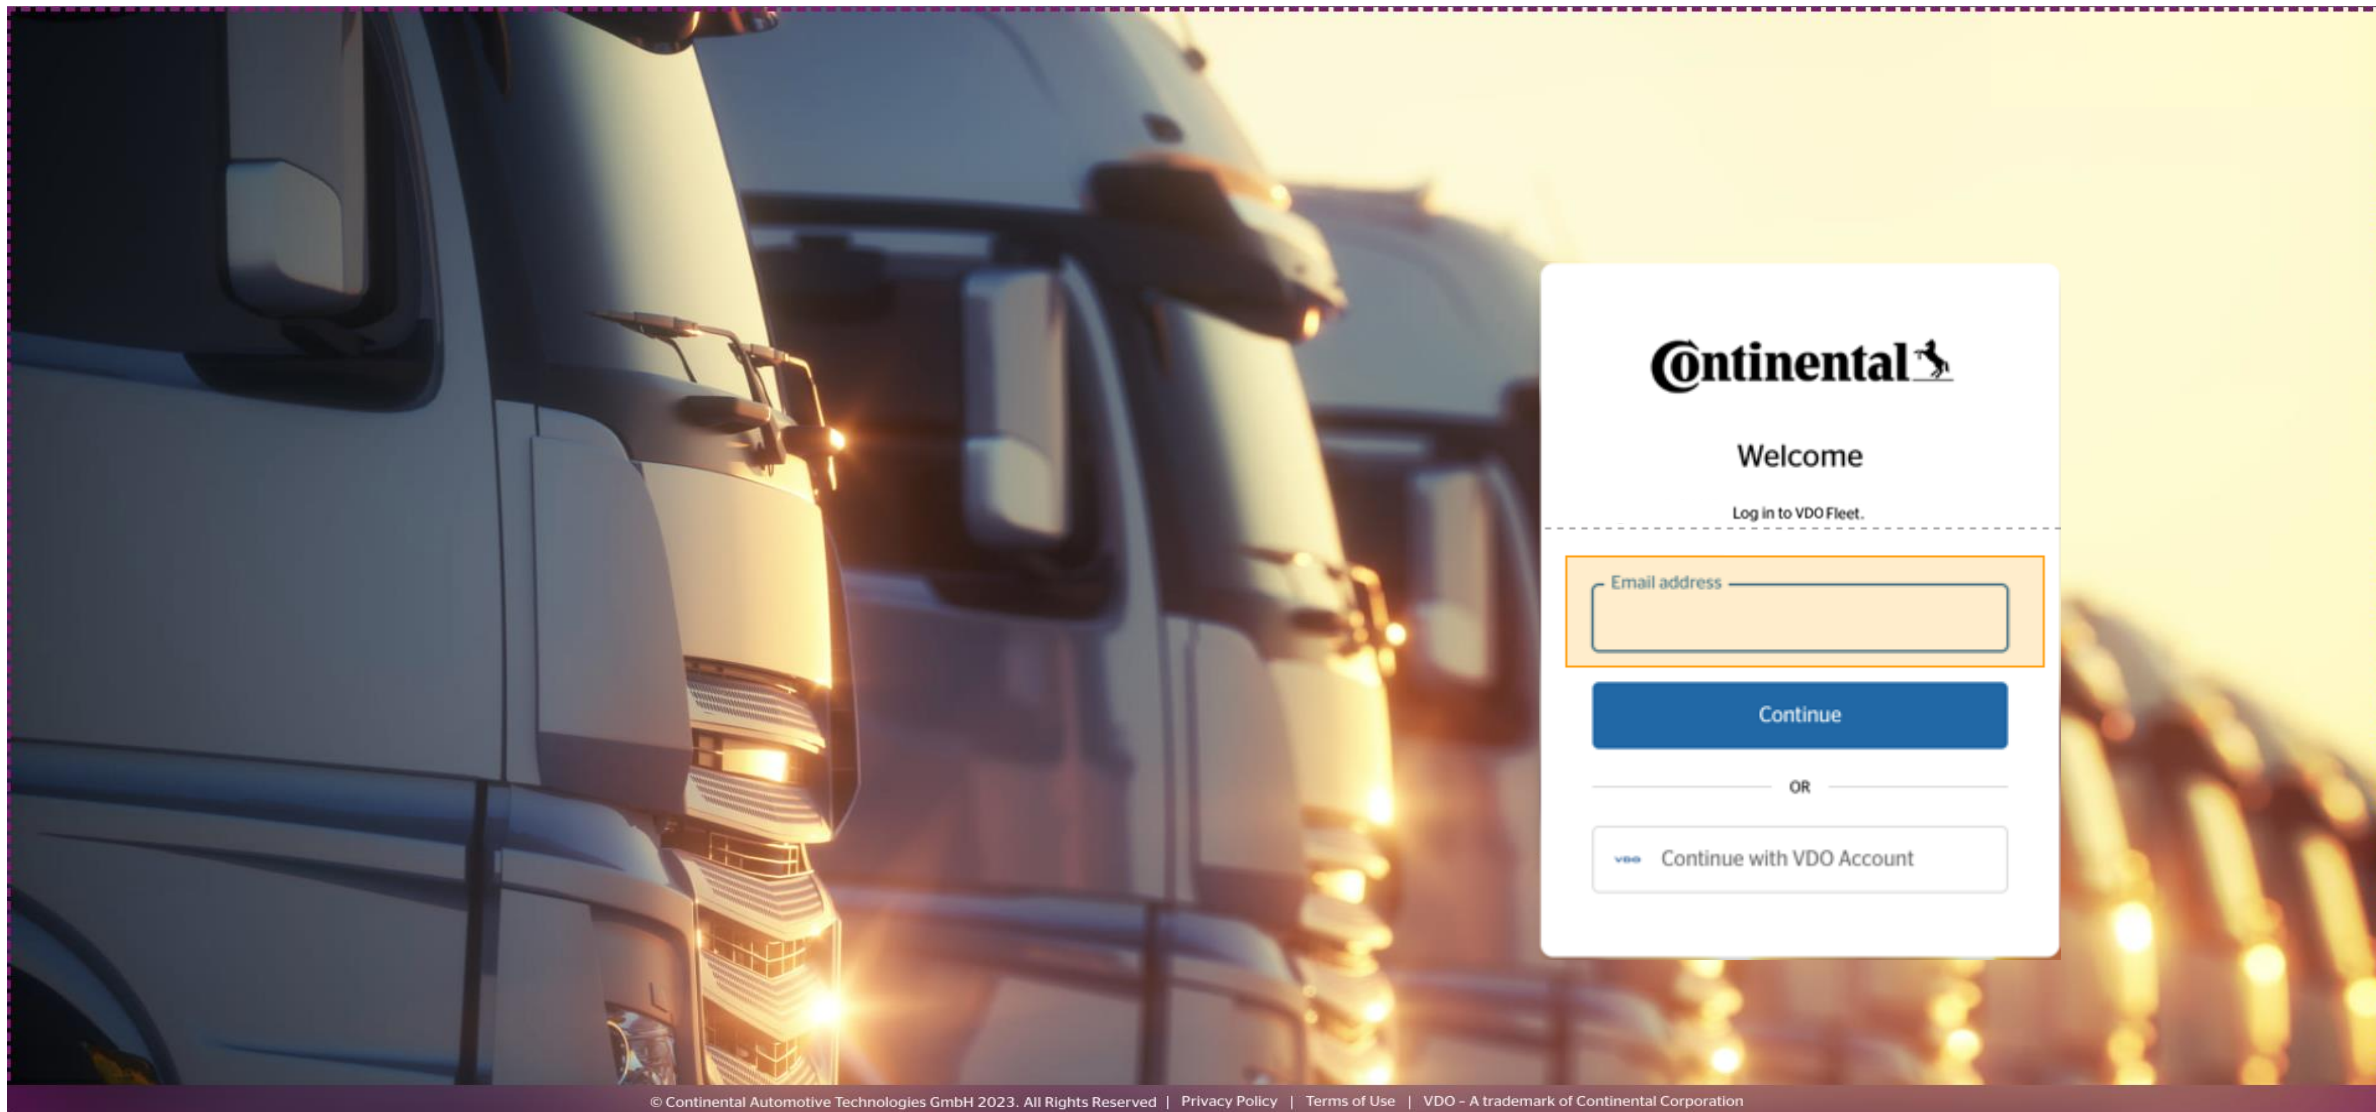 Continental
Welcome
Log in to VDO Fleet.
Email address
Continue
OR
VDO Continue with VDO Account
© Continental Automotive Technologies GmbH 2023. All Rights Reserved | Privacy Policy | Terms of Use | VDO – A trademark of Continental Corporation